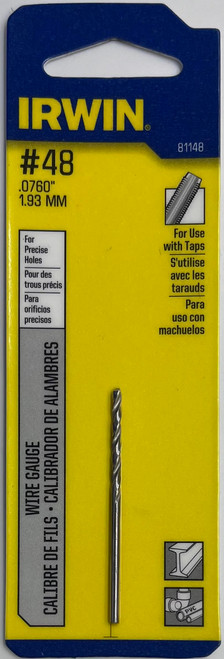 IRWIN®
81148
#48
.0760"
1.93 MM
For
Precise
Holes
Pour des
trous précis
Para
orificios
precisos
For Use
with Taps
S'utilise
avec les
tarauds
Para
uso con
machuelos
WIRE GAUGE
CALIBRE DE FILS • CALIBRADOR DE ALAMBRES
PVC